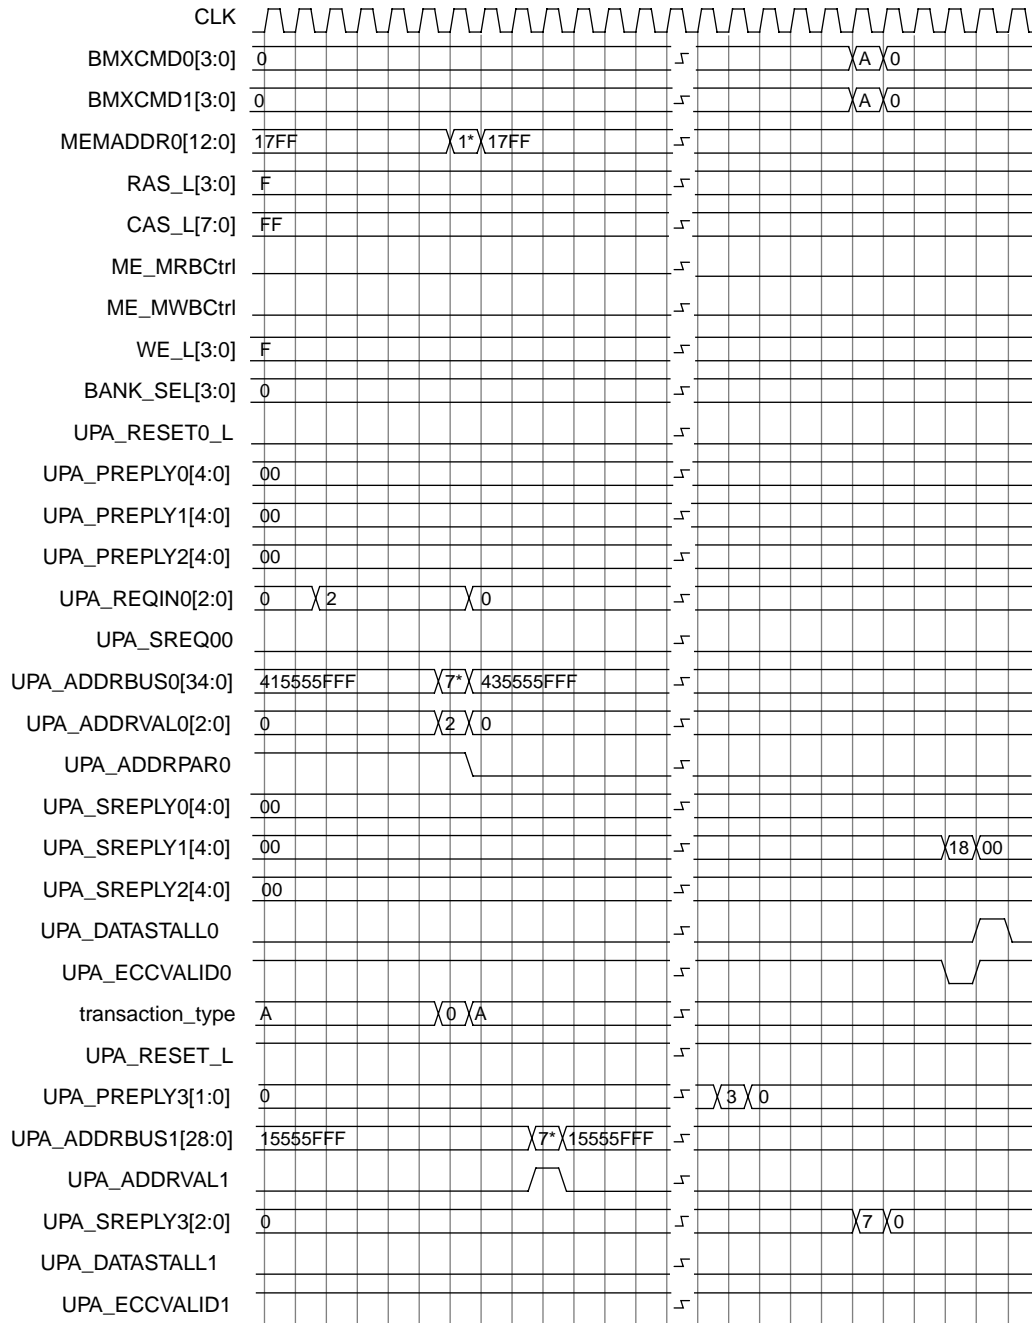 CLK
BMXCMD0[3:0] 0 A 0
BMXCMD1[3:0] 0 A 0
MEMADDR0[12:0] 17FF 1* 17FF
RAS_L[3:0] F
CAS_L[7:0] FF
ME_MRBCtrl
ME_MWBCtrl
WE_L[3:0] F
BANK_SEL[3:0] 0
UPA_RESET0_L
UPA_PREPLY0[4:0] 00
UPA_PREPLY1[4:0] 00
UPA_PREPLY2[4:0] 00
UPA_REQIN0[2:0] 0 2 0
UPA_SREQ00
UPA_ADDRBUS0[34:0] 415555FFF 7* 435555FFF
UPA_ADDRVAL0[2:0] 0 2 0
UPA_ADDRPAR0
UPA_SREPLY0[4:0] 00
UPA_SREPLY1[4:0] 00 18 00
UPA_SREPLY2[4:0] 00
UPA_DATASTALL0
UPA_ECCVALID0
transaction_type A 0 A
UPA_RESET_L
UPA_PREPLY3[1:0] 0 3 0
UPA_ADDRBUS1[28:0] 15555FFF 7* 15555FFF
UPA_ADDRVAL1
UPA_SREPLY3[2:0] 0 7 0
UPA_DATASTALL1
UPA_ECCVALID1